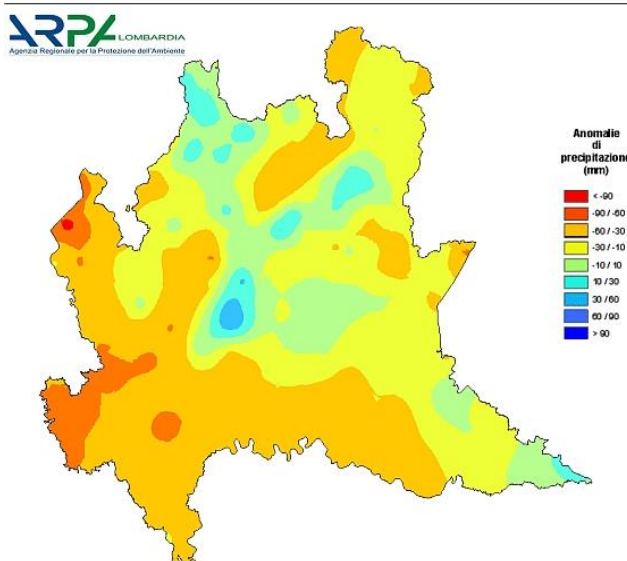 ARPA LOMBARDIA
Agenzia Regionale per la Protezione dell'Ambiente
Anomalie
di
precipitazione
(mm)
< -90
-90 / -60
-60 / -30
-30 / -10
-10 / 10
10 / 30
30 / 60
60 / 90
> 90